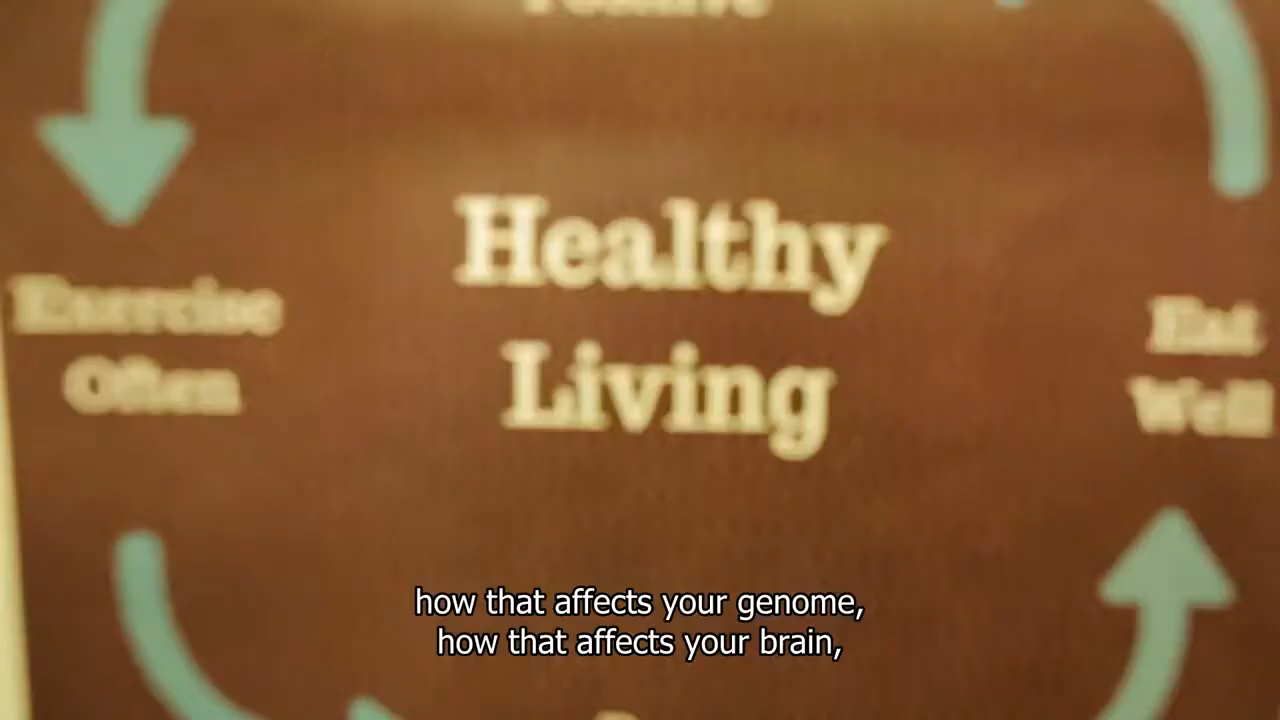 Healthy
Living
Exercise
Often
Eat
Well
how that affects your genome,
how that affects your brain,